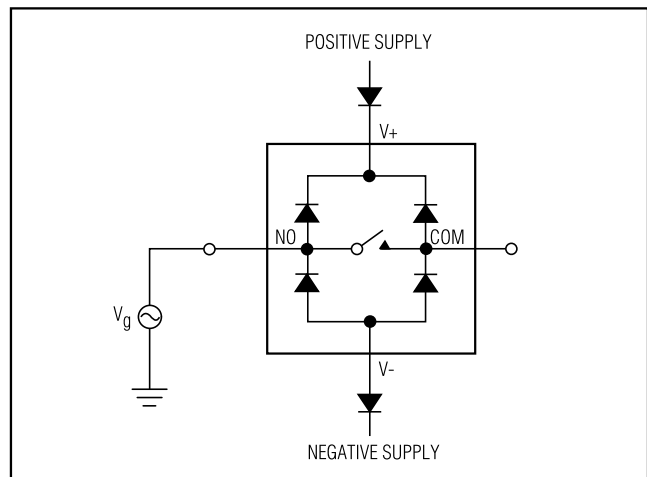 POSITIVE SUPPLY
V+
NO
COM
Vg
V-
NEGATIVE SUPPLY